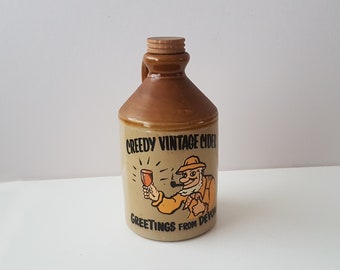 CREEDY VINTAGE CIDER
GREETINGS FROM DEVON